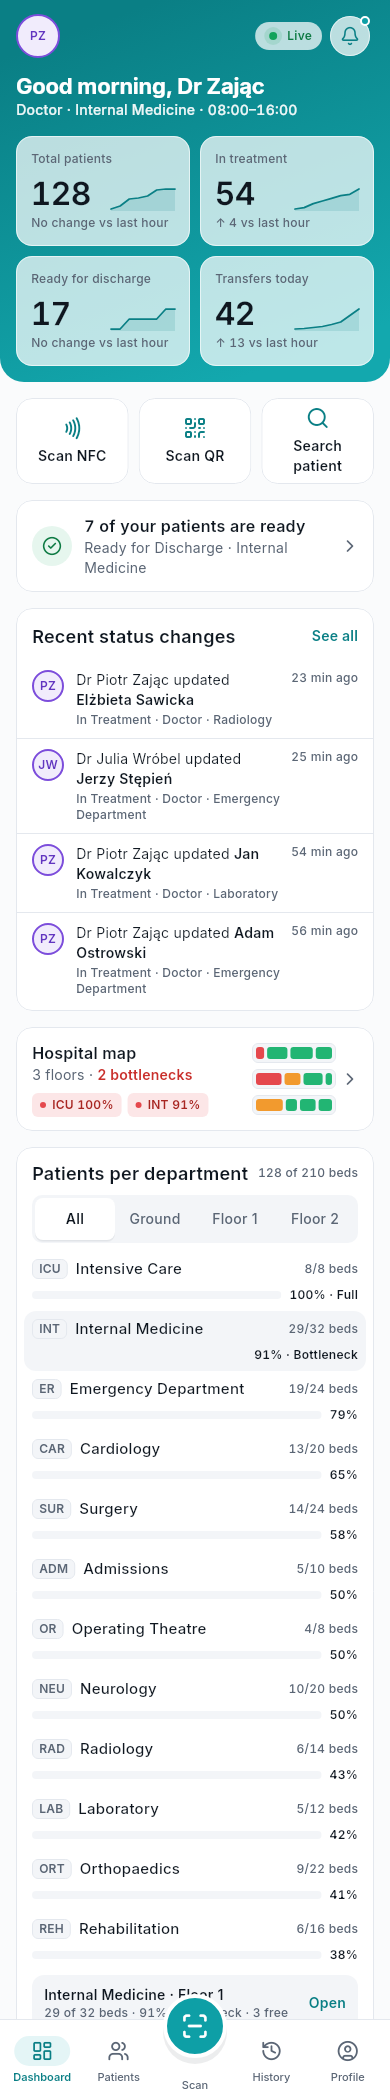 PZ
Live
Good morning, Dr Zając
Doctor · Internal Medicine · 08:00–16:00
Total patients
128
No change vs last hour
In treatment
54
↑ 4 vs last hour
Ready for discharge
17
No change vs last hour
Transfers today
42
↑ 13 vs last hour
Scan NFC
Scan QR
Search
patient
7 of your patients are ready
Ready for Discharge · Internal
Medicine
Recent status changes
See all
PZ
Dr Piotr Zając updated
Elżbieta Sawicka
23 min ago
In Treatment · Doctor · Radiology
JW
Dr Julia Wróbel updated
Jerzy Stępień
25 min ago
In Treatment · Doctor · Emergency
Department
PZ
Dr Piotr Zając updated Jan
Kowalczyk
54 min ago
In Treatment · Doctor · Laboratory
PZ
Dr Piotr Zając updated Adam
Ostrowski
56 min ago
In Treatment · Doctor · Emergency
Department
Hospital map
3 floors · 2 bottlenecks
ICU 100%
INT 91%
Patients per department
128 of 210 beds
All
Ground
Floor 1
Floor 2
ICU Intensive Care 8/8 beds
100% · Full
INT Internal Medicine 29/32 beds
91% · Bottleneck
ER Emergency Department 19/24 beds
79%
CAR Cardiology 13/20 beds
65%
SUR Surgery 14/24 beds
58%
ADM Admissions 5/10 beds
50%
OR Operating Theatre 4/8 beds
50%
NEU Neurology 10/20 beds
50%
RAD Radiology 6/14 beds
43%
LAB Laboratory 5/12 beds
42%
ORT Orthopaedics 9/22 beds
41%
REH Rehabilitation 6/16 beds
38%
Internal Medicine · Floor 1
29 of 32 beds · 91% eck · 3 free
Open
Dashboard
Patients
Scan
History
Profile